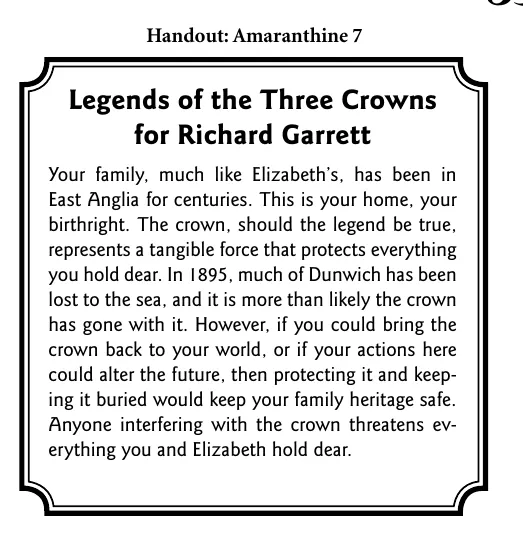 Handout: Amaranthine 7
Legends of the Three Crowns
for Richard Garrett
Your family, much like Elizabeth's, has been in
East Anglia for centuries. This is your home, your
birthright. The crown, should the legend be true,
represents a tangible force that protects everything
you hold dear. In 1895, much of Dunwich has been
lost to the sea, and it is more than likely the crown
has gone with it. However, if you could bring the
crown back to your world, or if your actions here
could alter the future, then protecting it and keep-
ing it buried would keep your family heritage safe.
Anyone interfering with the crown threatens ev-
erything you and Elizabeth hold dear.